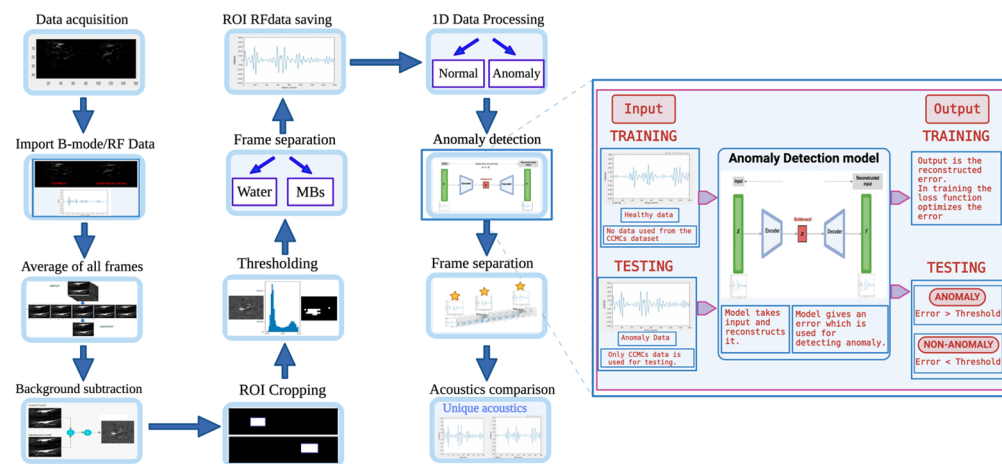 Data acquisition
Import B-mode/RF Data
Average of all frames
Background subtraction
ROI Cropping
Thresholding
Frame separation
Water
MBs
ROI RFdata saving
1D Data Processing
Normal
Anomaly
Anomaly detection
Frame separation
Acoustics comparison
Unique acoustics
Input
TRAINING
Healthy data
No data used from the
CCMCs dataset
TESTING
Anomaly Data
Only CCMCs data is
used for testing.
Anomaly Detection model
Input
Reconstructed
Input
Encoder
Bottleneck!
Decoder
Model takes
input and
reconstructs
it.
Model gives an
error which is
used for
detecting anomaly.
Output
TRAINING
Output is the
reconstructed
error.
In training the
loss function
optimizes the
error
TESTING
ANOMALY
Error > Threshold
NON-ANOMALY
Error < Threshold